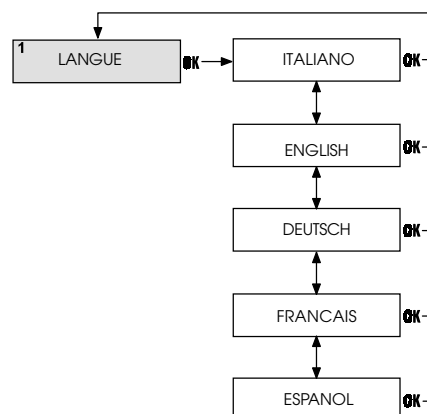 1
LANGUE OK ITALIANO OK
ENGLISH OK
DEUTSCH OK
FRANCAIS OK
ESPANOL OK